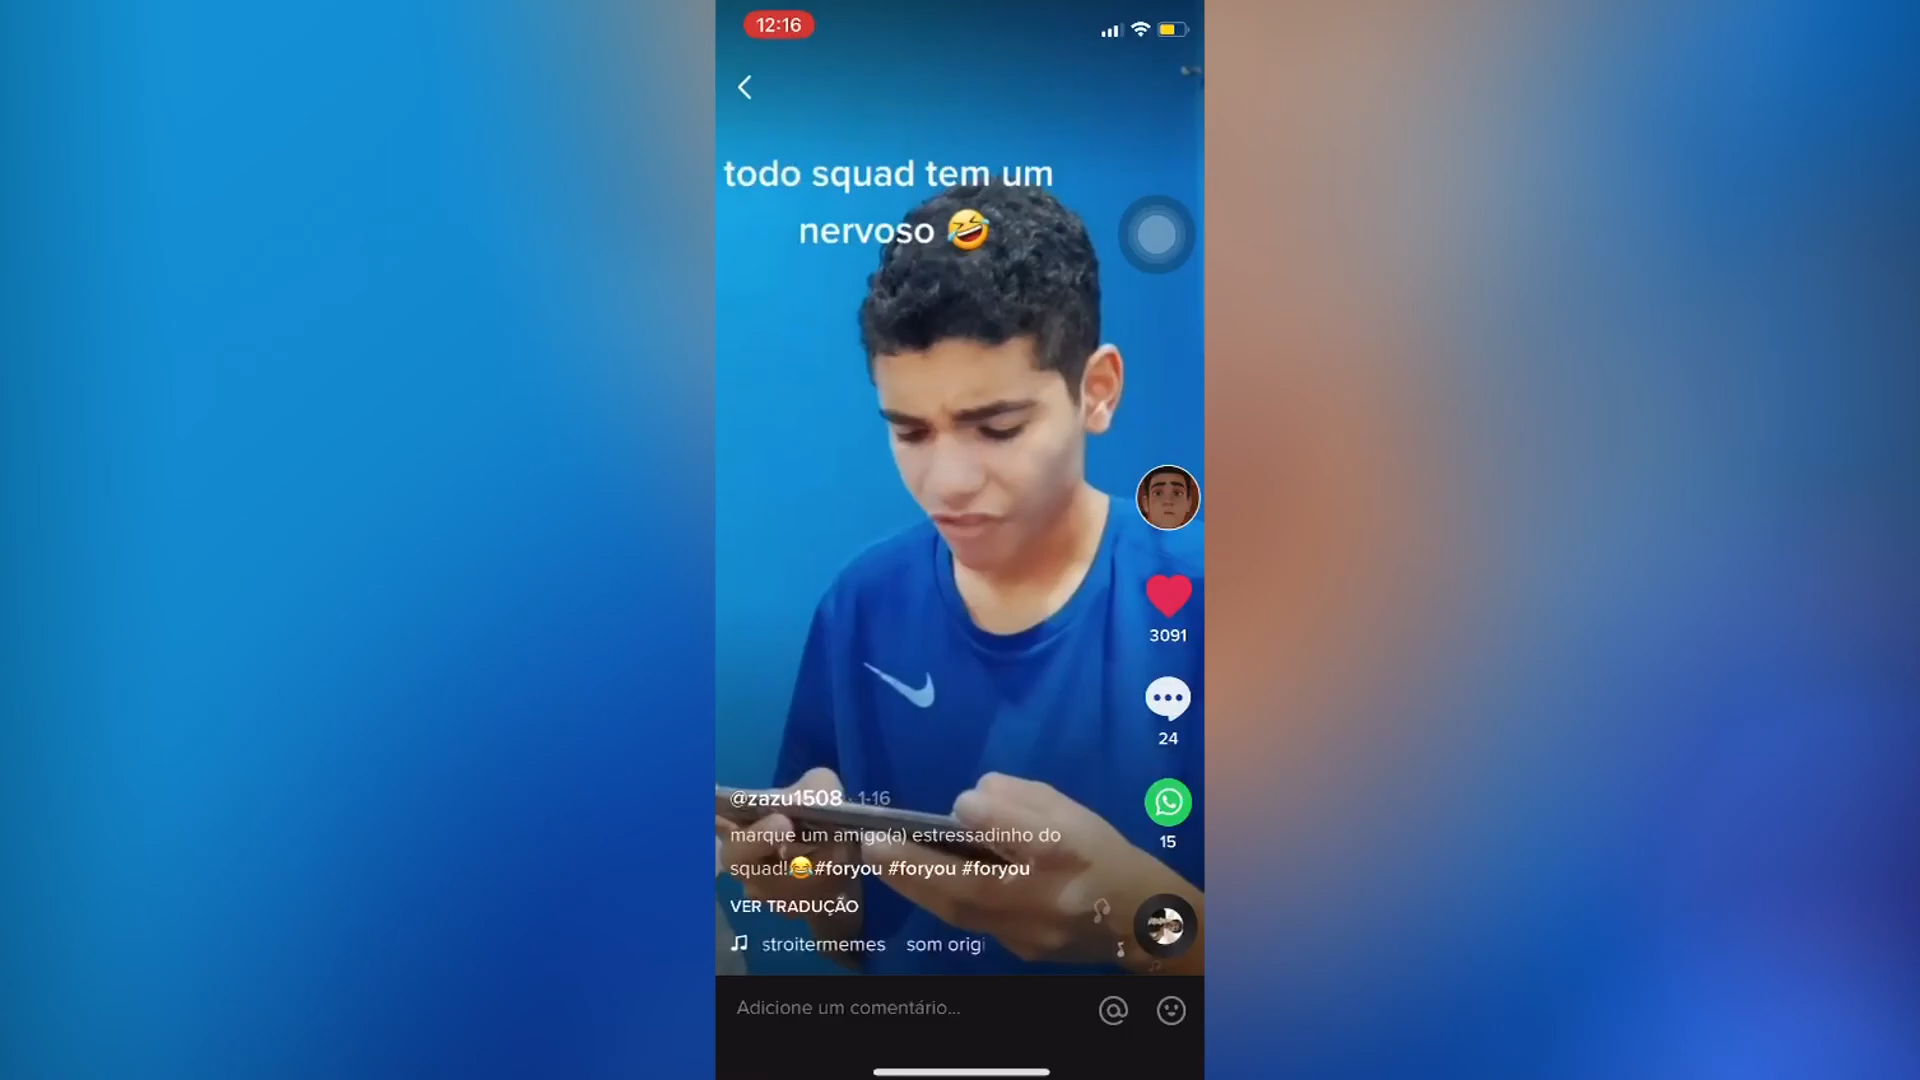 12:16
todo squad tem um
nervoso 🤣
3091
24
15
@zazu1508 · 1-16
marque um amigo(a) estressadinho do
squad!😂#foryou #foryou #foryou
VER TRADUÇÃO
stroitermemes som origi
Adicione um comentário...